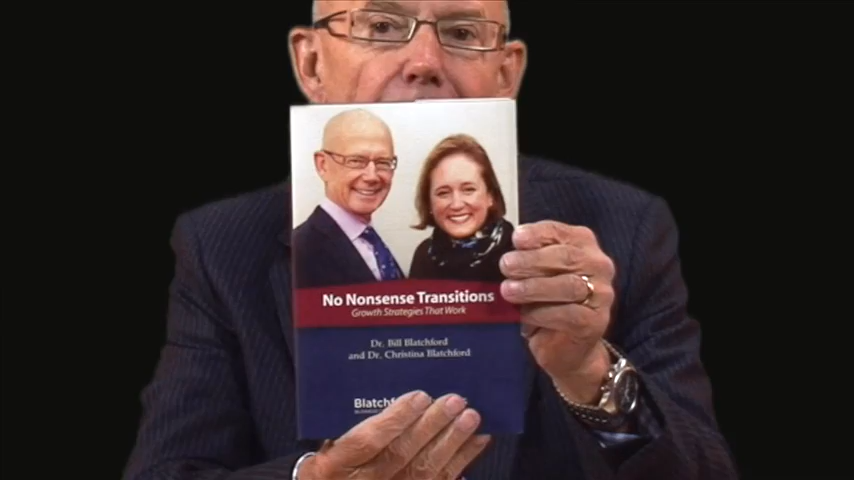 No Nonsense Transitions
Growth Strategies That Work
Dr. Bill Blatchford
and Dr. Christina Blatchford